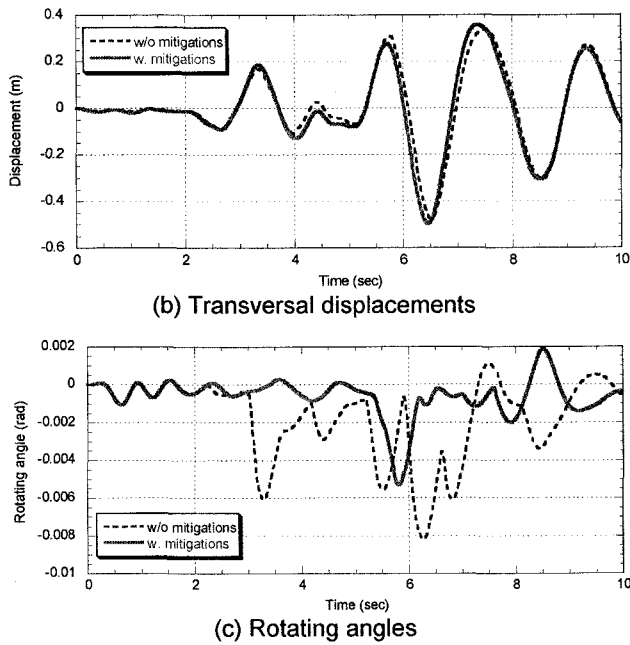 0.4
0.2
0
-0.2
-0.4
-0.6
Displacement (m)
w/o mitigations
w. mitigations
0 2 4 6 8 10
Time (sec)
(b) Transversal displacements
0.002
0
-0.002
-0.004
-0.006
-0.008
-0.01
Rotating angle (rad)
w/o mitigations
w. mitigations
0 2 4 6 8 10
Time (sec)
(c) Rotating angles